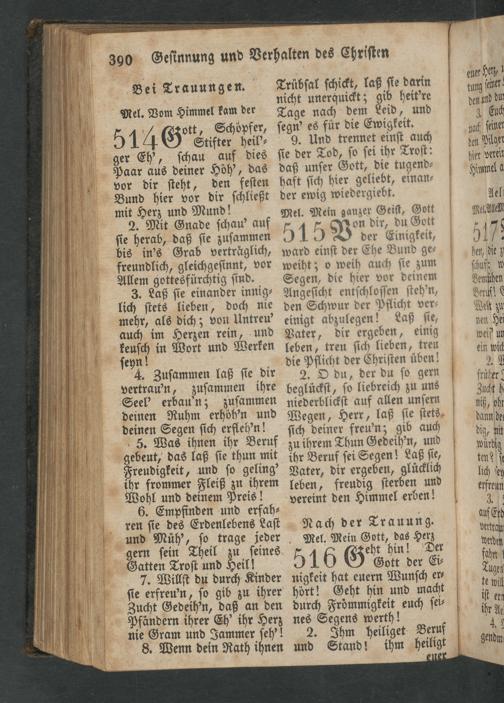 390 Gesinnung und Verhalten des Christen
Bei Trauungen.
Mel. Vom Himmel kam der
514 Gott, Schöpfer,
Stifter heil'-
ger Eh', schau auf dies
Paar aus deiner Höh', das
vor dir steht, den festen
Bund hier vor dir schließt
mit Herz und Mund!
2. Mit Gnade schau' auf
sie herab, daß sie zusammen
bis in's Grab verträglich,
freundlich, gleichgesinnt, vor
Allem gottesfürchtig sind.
3. Laß sie einander innig-
lich stets lieben, doch nie
mehr, als dich; von Untreu'
auch im Herzen rein, und
keusch in Wort und Werken
seyn!
4. Zusammen laß sie dir
vertrau'n, zusammen ihre
Seel' erbau'n; zusammen
deinen Ruhm erhöh'n und
deinen Segen sich erfleh'n!
5. Was ihnen ihr Beruf
gebeut, das laß sie thun mit
Freudigkeit, und so geling'
ihr frommer Fleiß zu ihrem
Wohl und deinem Preis!
6. Empfinden und erfah-
ren sie des Erdenlebens Last
und Müh', so trage jeder
gern sein Theil zu seines
Gatten Trost und Heil!
7. Willst du durch Kinder
sie erfreu'n, so gib zu ihrer
Zucht Gedeih'n, daß an den
Pfändern ihrer Eh' ihr Herz
nie Gram und Jammer seh'!
8. Wenn dein Rath ihnen
Trübsal schickt, laß sie darin
nicht unerquickt; gib heit're
Tage nach dem Leid, und
segn' es für die Ewigkeit.
9. Und trennet einst auch
sie der Tod, so sei ihr Trost:
daß unser Gott, die tugend-
haft sich hier geliebt, einan-
der ewig wiedergiebt.
Mel. Mein ganzer Geist, Gott
515 Von dir, du Gott
der Einigkeit,
ward einst der Ehe Bund ge-
weiht; o weih auch sie zum
Segen, die hier vor deinem
Angesicht entschlossen steh'n,
den Schwur der Pflicht ver-
einigt abzulegen! Laß sie,
Vater, dir ergeben, einig
leben, treu sich lieben, treu
die Pflicht der Christen üben!
2. O du, der du so gern
beglückst, so liebreich zu uns
niederblickst auf allen unsern
Wegen, Herr, laß sie stets
sich deiner freu'n; gib auch
zu ihrem Thun Gedeih'n, und
ihr Beruf sei Segen! Laß sie,
Vater, dir ergeben, glücklich
leben, freudig sterben und
vereint den Himmel erben!
Nach der Trauung.
Mel. Mein Gott, das Herz
516 Geht hin! Der
Gott der Ei-
nigkeit hat euern Wunsch er-
hört! Geht hin und macht
durch Frömmigkeit euch sei-
nes Segens werth!
2. Ihm heiliget Beruf
und Stand! ihm heiligt
euer